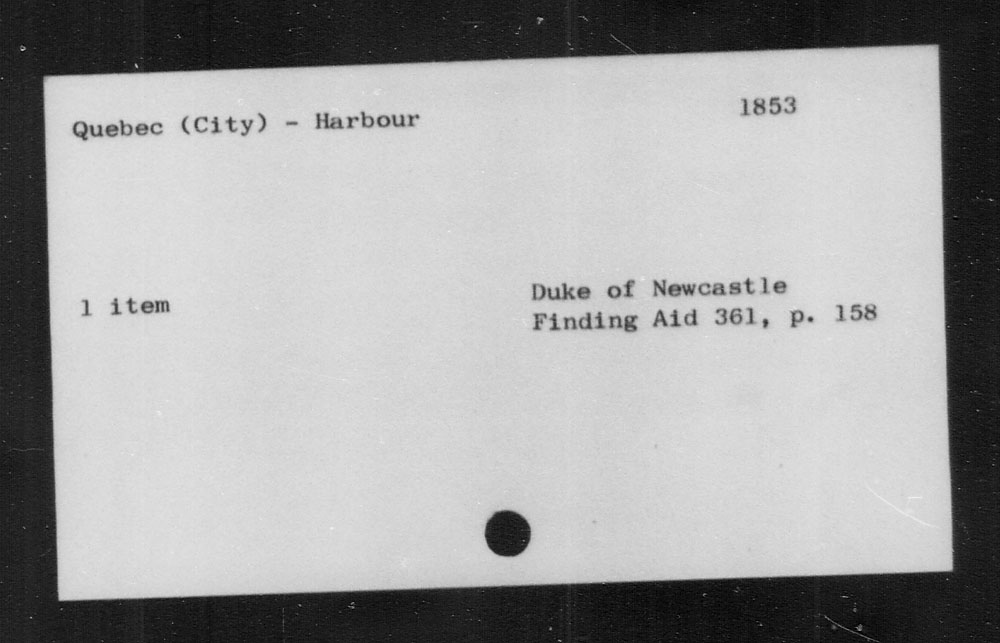 Quebec (City) - Harbour 1853
1 item
Duke of Newcastle
Finding Aid 361, p. 158